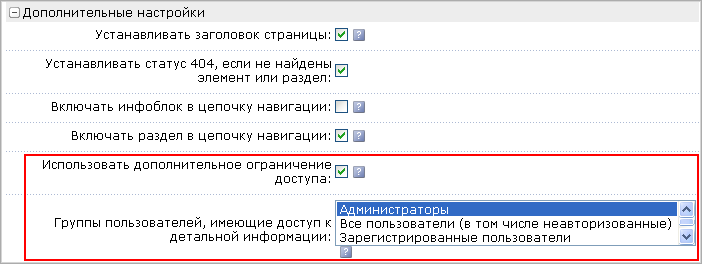 Дополнительные настройки
Устанавливать заголовок страницы: ?
Устанавливать статус 404, если не найдены
элемент или раздел:
Включать инфоблок в цепочку навигации: ?
Включать раздел в цепочку навигации: ?
Использовать дополнительное ограничение
доступа: ?
Группы пользователей, имеющие доступ к
детальной информации:
Администраторы
Все пользователи (в том числе неавторизованные)
Зарегистрированные пользователи
?